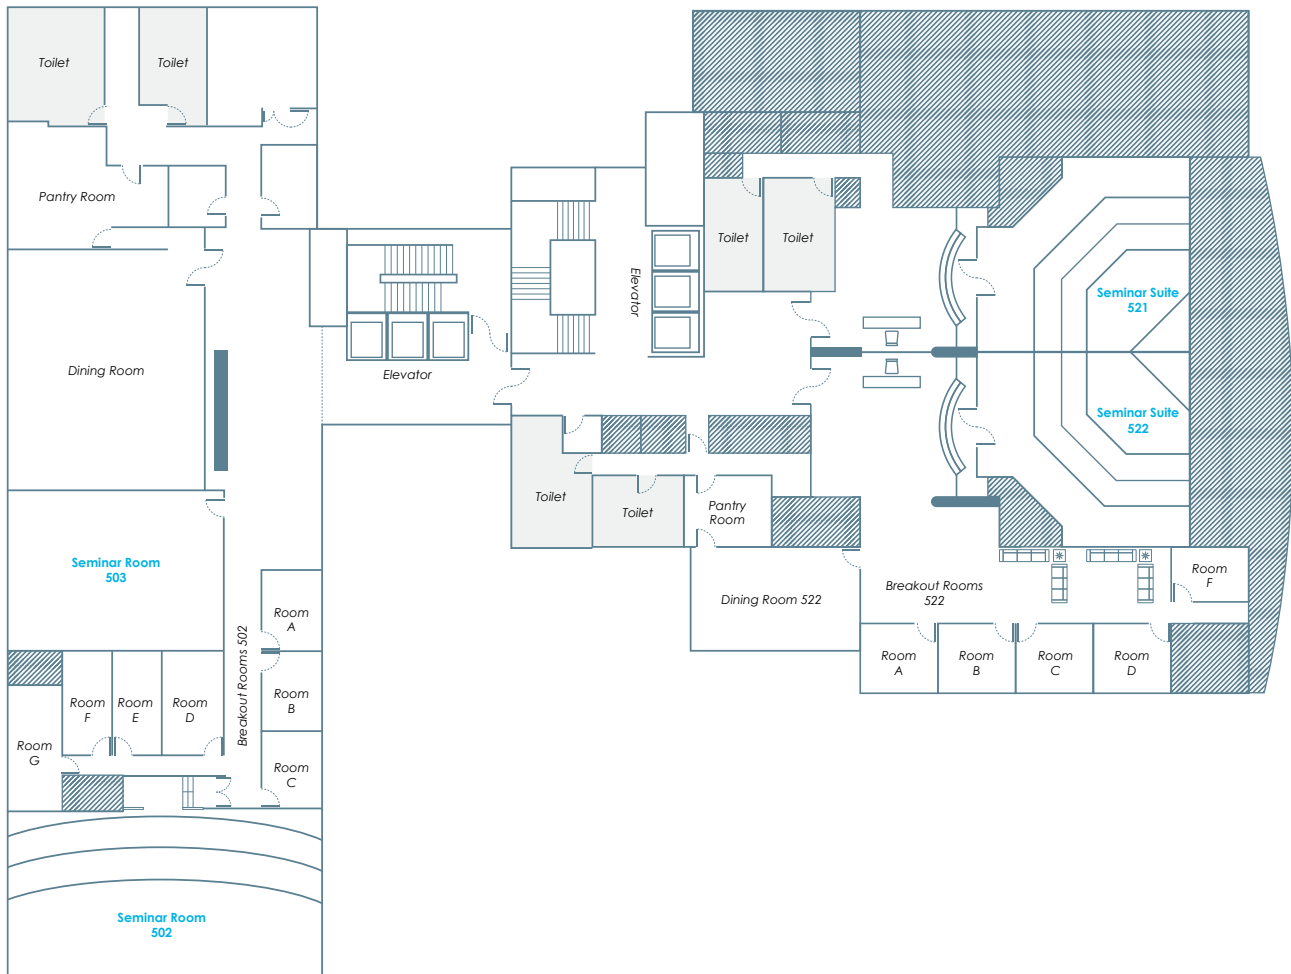 Toilet
Toilet
Pantry Room
Toilet
Toilet
Elevator
Seminar Suite
521
Dining Room
Elevator
Seminar Suite
522
Toilet
Toilet
Pantry
Room
Seminar Room
503
Dining Room 522
Breakout Rooms
522
Room
F
Room
A
Breakout Rooms 502
Room
A
Room
B
Room
C
Room
D
Room
F
Room
E
Room
D
Room
B
Room
G
Room
C
Seminar Room
502